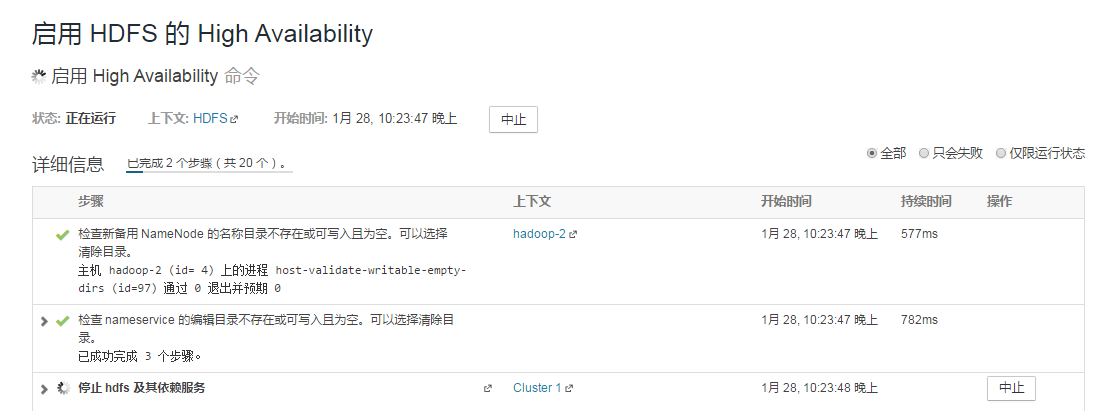 启用 HDFS 的 High Availability
启用 High Availability 命令
状态: 正在运行 上下文: HDFS 开始时间: 1月 28, 10:23:47 晚上 中止
详细信息 已完成 2 个步骤（共 20 个）。 全部 只会失败 仅限运行状态
步骤 上下文 开始时间 持续时间 操作
检查新备用 NameNode 的名称目录不存在或可写入且为空。可以选择 hadoop-2 1月 28, 10:23:47 晚上 577ms
清除目录。
主机 hadoop-2 (id= 4) 上的进程 host-validate-writable-empty-
dirs (id=97) 通过 0 退出并预期 0
检查 nameservice 的编辑目录不存在或可写入且为空。可以选择清除目 1月 28, 10:23:47 晚上 782ms
录。
已成功完成 3 个步骤。
停止 hdfs 及其依赖服务 Cluster 1 1月 28, 10:23:48 晚上 中止